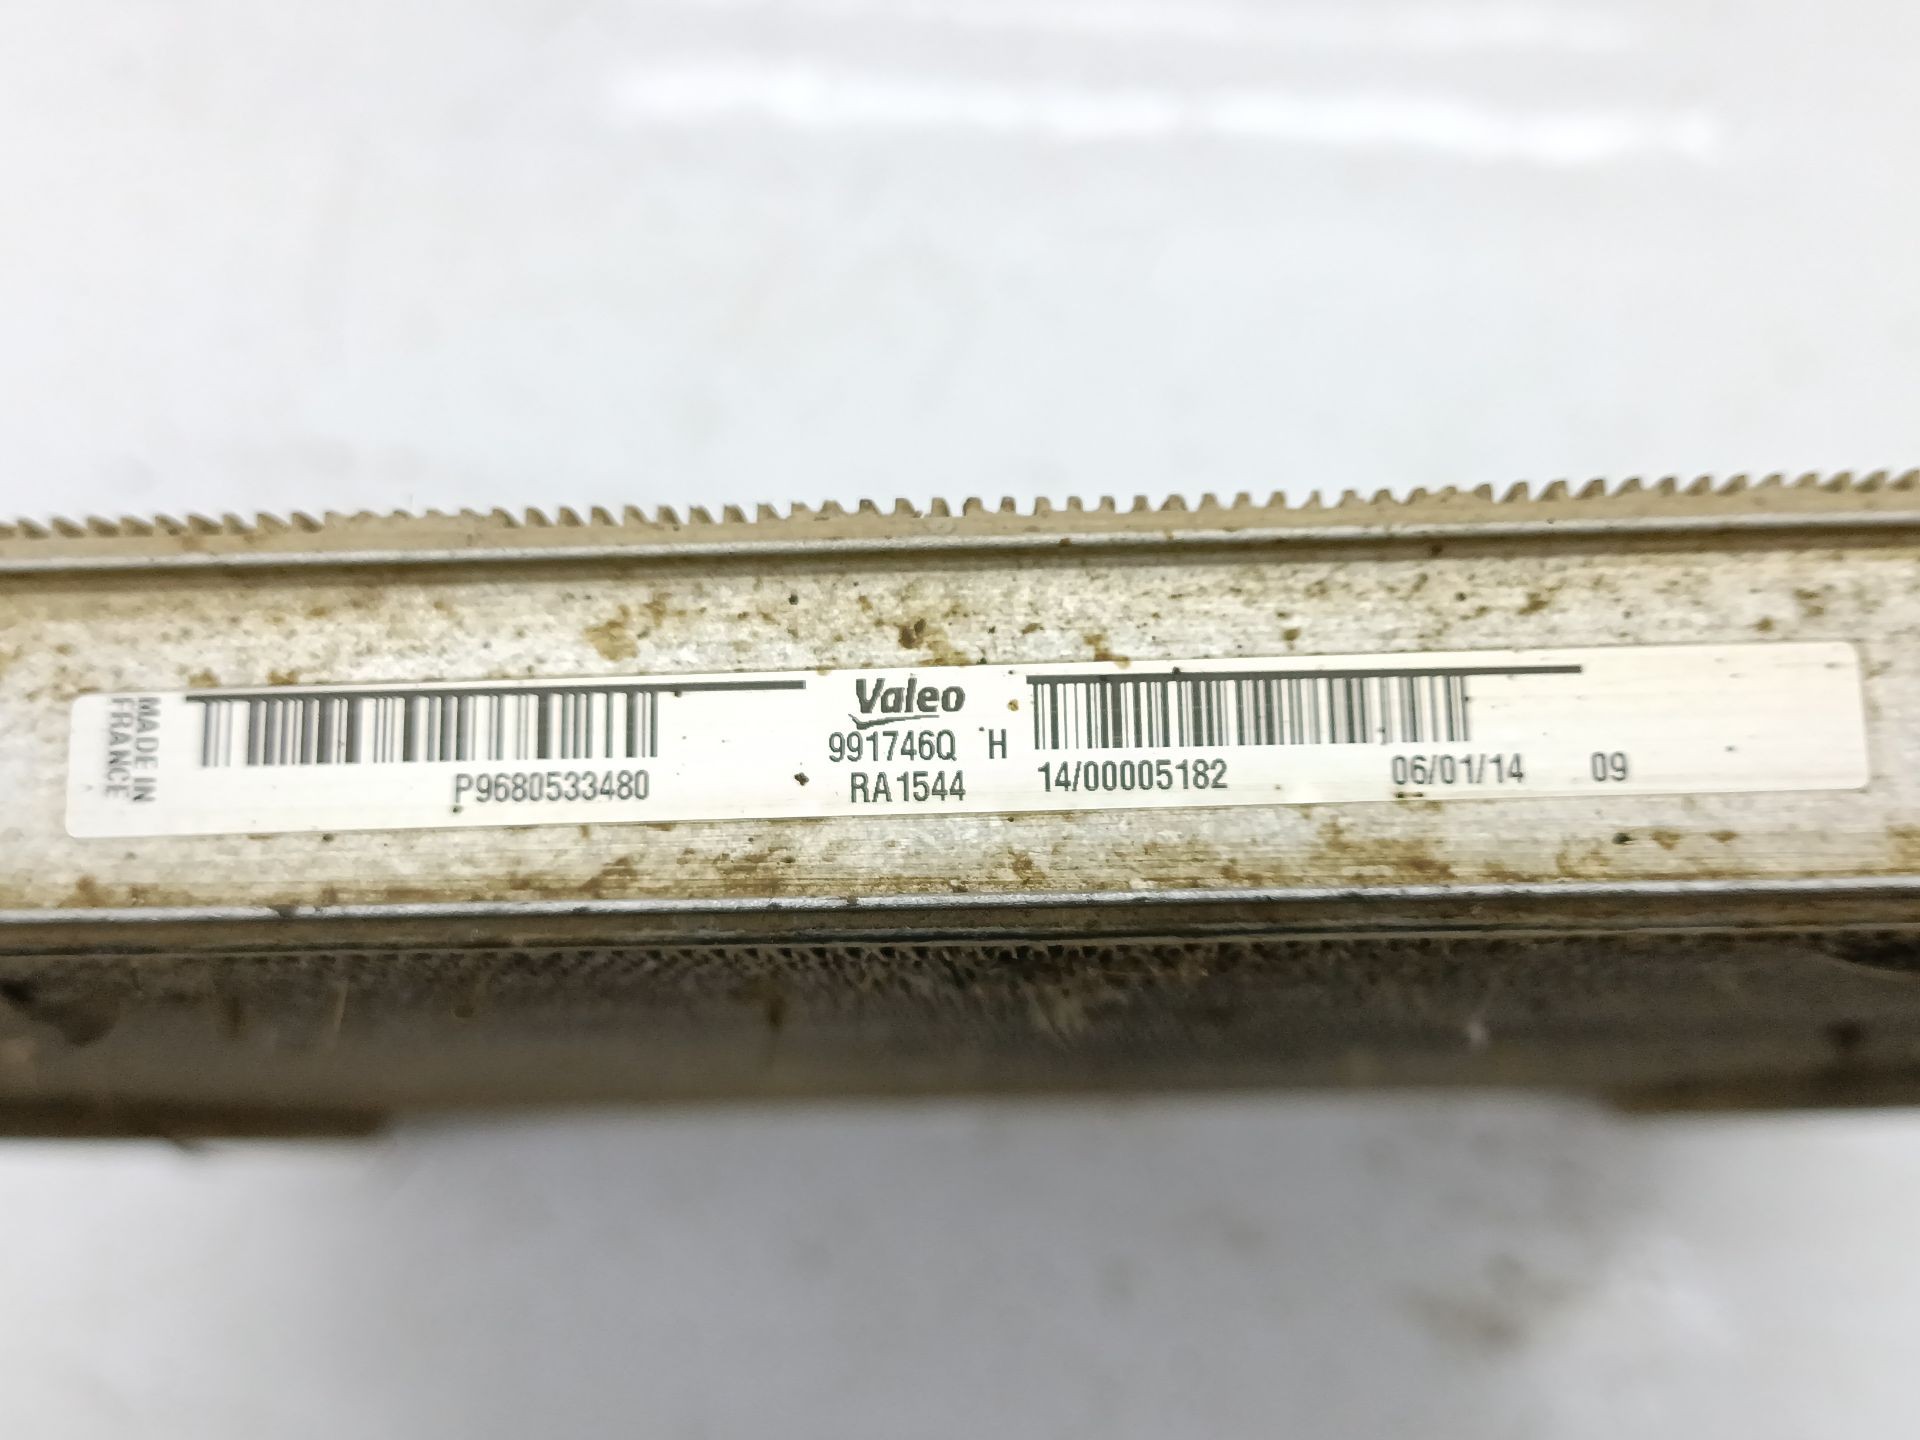 MADE IN
FRANCE
P9680533480
Valeo
991746Q H
RA1544
14/00005182
06/01/14 09